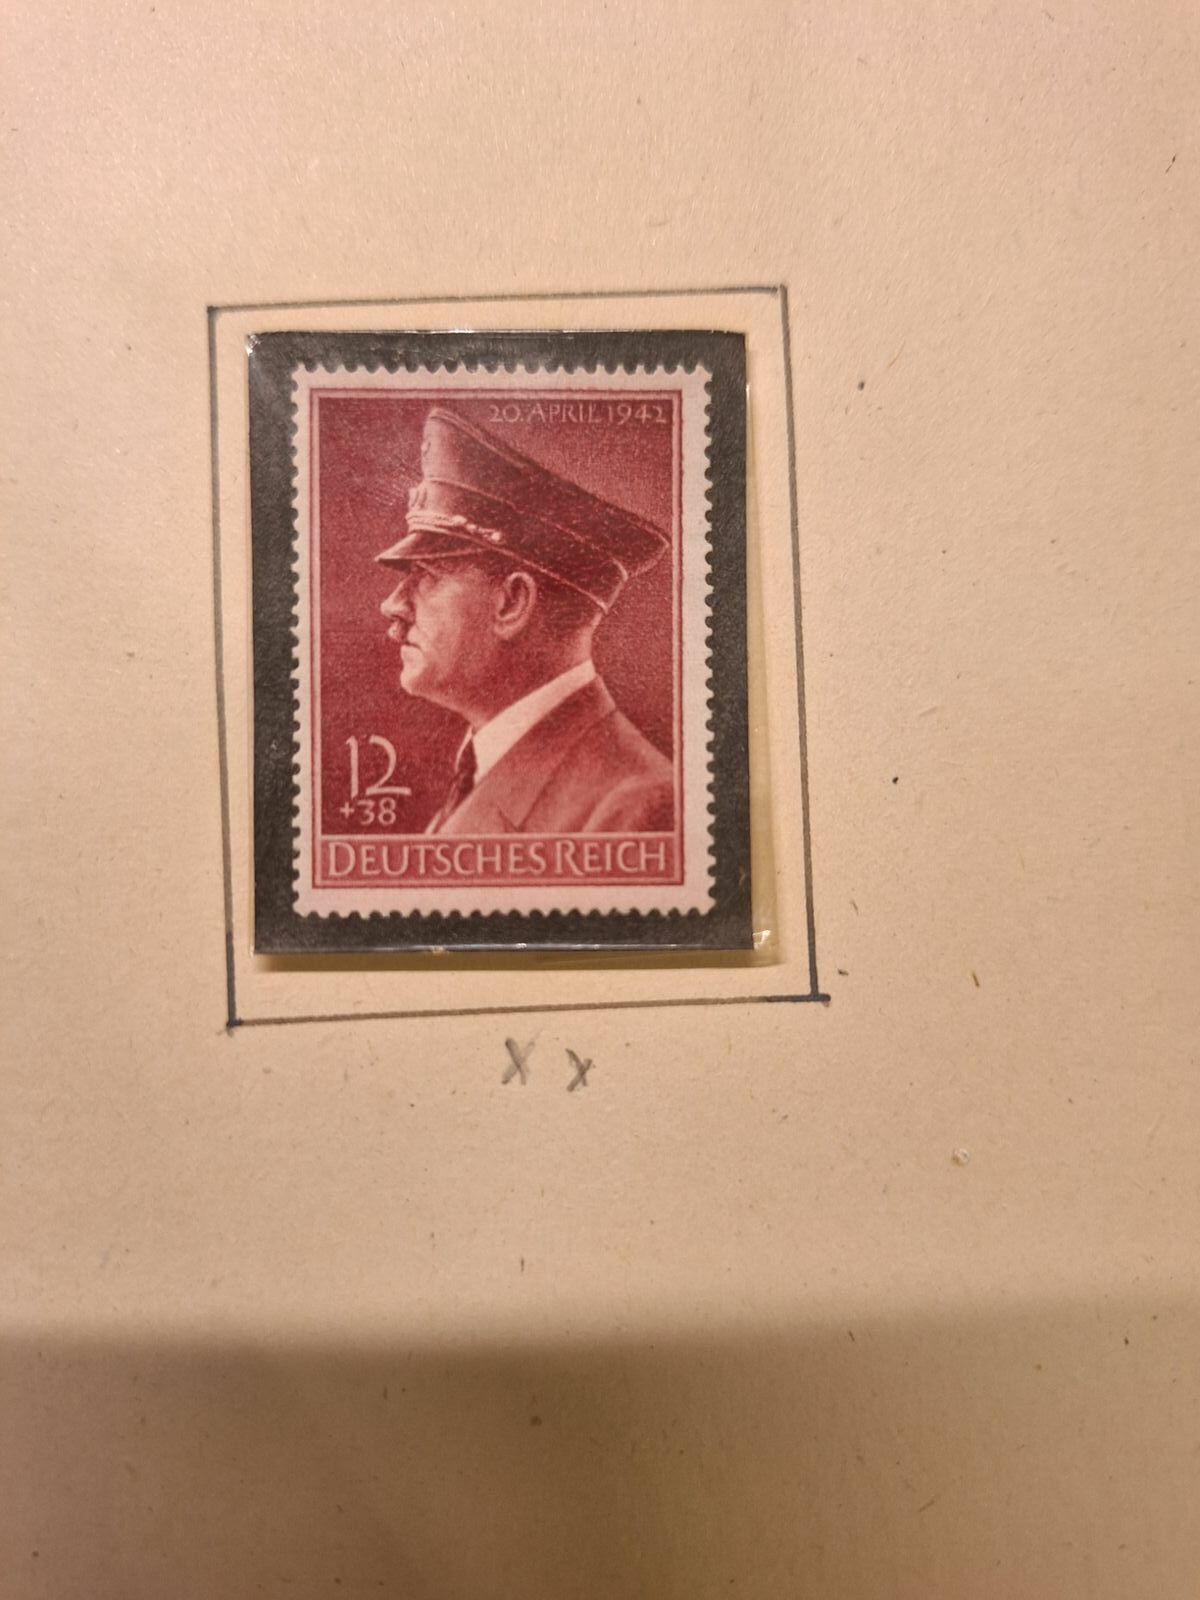 20. APRIL 1942
12
+38
DEUTSCHES REICH
x x